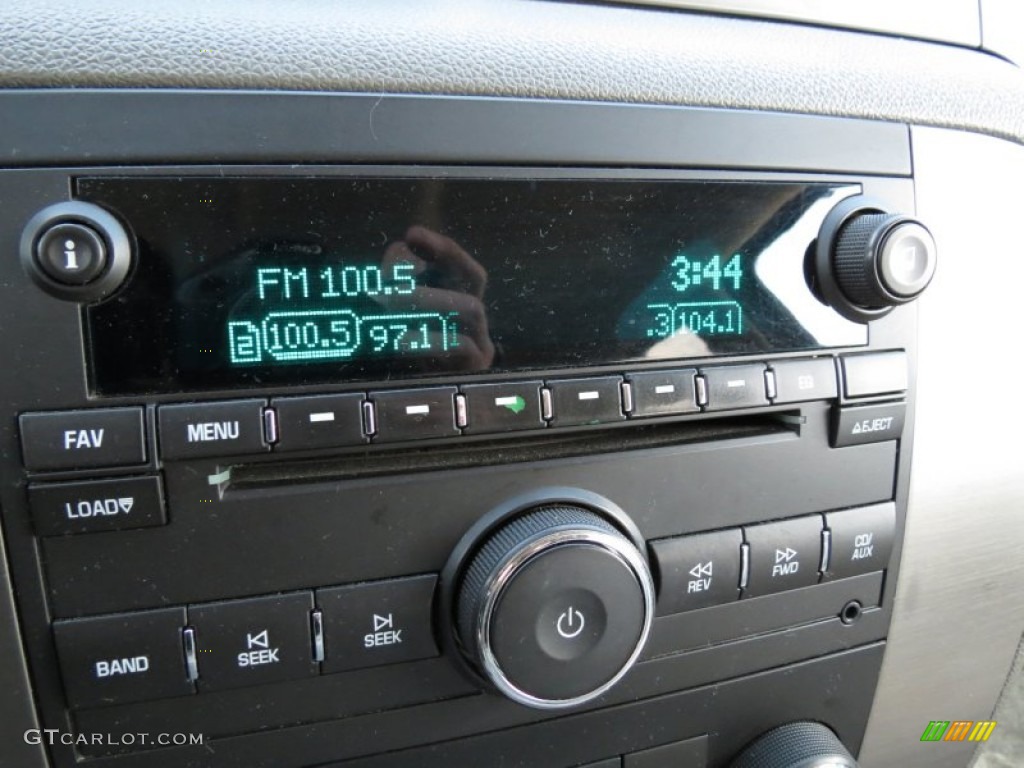 FM 100.5 3:44
2 100.5 97.1 .3 104.1
FAV MENU EQ
EJECT
LOAD
REV FWD CD/AUX
BAND SEEK SEEK
i
GTCARLOT.COM